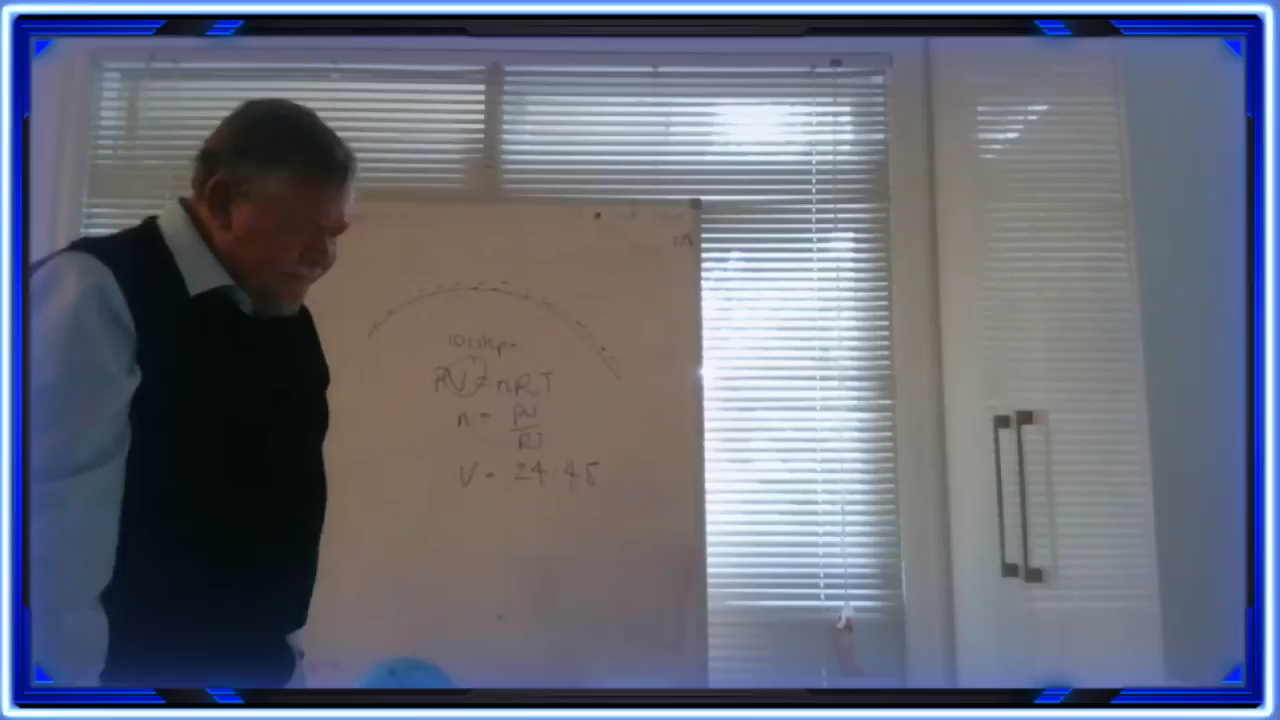 PV = nRT
n = PV
RT
V = 24.45